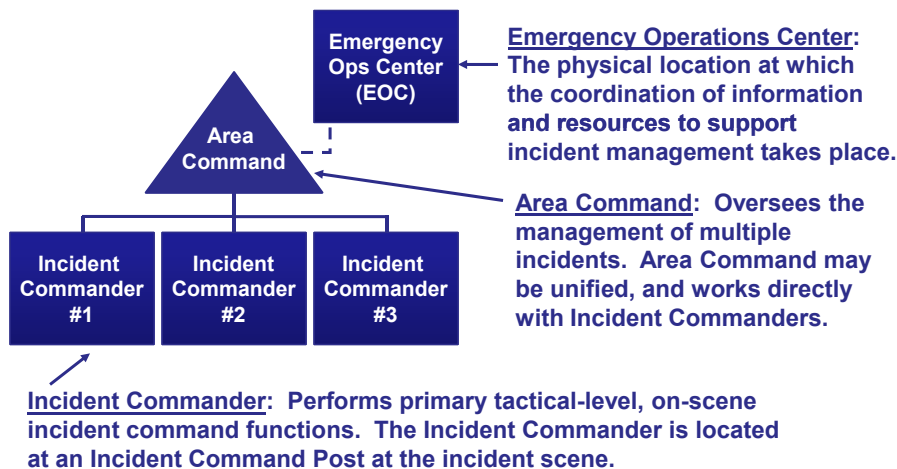 Emergency
Ops Center
(EOC)
Emergency Operations Center:
The physical location at which
the coordination of information
and resources to support
incident management takes place.
Area
Command
Area Command:  Oversees the
management of multiple
incidents.  Area Command may
be unified, and works directly
with Incident Commanders.
Incident
Commander
#1
Incident
Commander
#2
Incident
Commander
#3
Incident Commander:  Performs primary tactical-level, on-scene
incident command functions.  The Incident Commander is located
at an Incident Command Post at the incident scene.